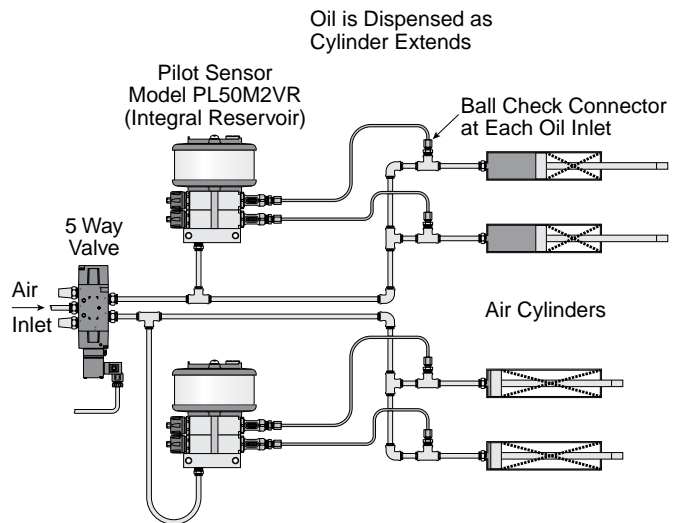 Oil is Dispensed as
Cylinder Extends
Pilot Sensor
Model PL50M2VR
(Integral Reservoir)
Ball Check Connector
at Each Oil Inlet
5 Way
Valve
Air
Inlet
Air Cylinders